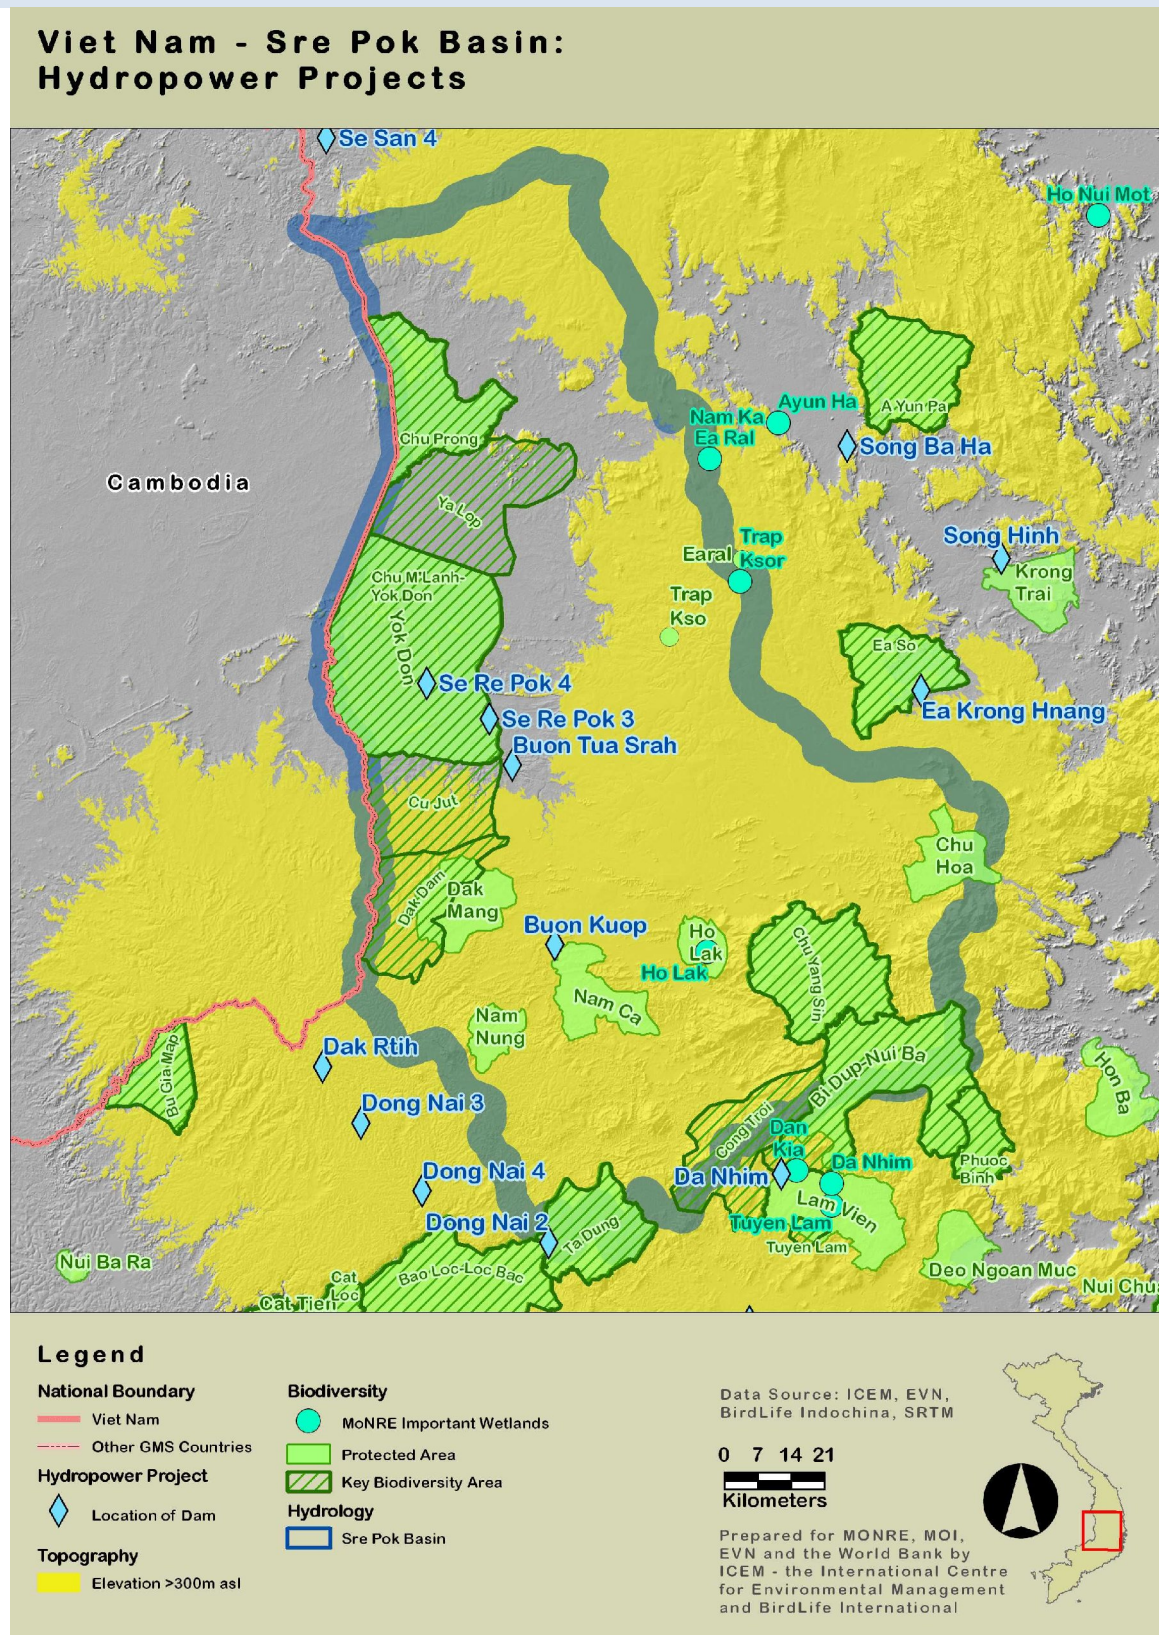 Viet Nam - Sre Pok Basin:
Hydropower Projects
Se San 4
Ho Nui Mot
Ayun Ha
Nam Ka
Ea Ral
A Yun Pa
Song Ba Ha
Chu Prong
Cambodia
Ya Lop
Song Hinh
Trap
Ksor
Earal
Krong
Trai
Chu M'Lanh-
Yok Don
Yok Don
Trap
Kso
Ea So
Se Re Pok 4
Se Re Pok 3
Ea Krong Hnang
Buon Tua Srah
Cu Jut
Chu
Hoa
Dak Dam
Dak
Mang
Buon Kuop
Ho
Lak
Ho Lak
Chu Yang Sin
Nam Ca
Nam
Nung
Dak Rtih
Bu Gia Map
Bi Dup-Nui Ba
Hon Ba
Dong Nai 3
Cong Troi
Dan
Kia
Da Nhim
Phuoc
Binh
Dong Nai 4
Da Nhim
Lam Vien
Dong Nai 2
Tuyen Lam
Ta Dung
Tuyen Lam
Nui Ba Ra
Bao Loc-Loc Bac
Deo Ngoan Muc
Cat
Loc
Nui Chu
Cat Tien
Legend
National Boundary
Viet Nam
Other GMS Countries
Hydropower Project
Location of Dam
Topography
Elevation >300m asl
Biodiversity
MoNRE Important Wetlands
Protected Area
Key Biodiversity Area
Hydrology
Sre Pok Basin
Data Source: ICEM, EVN,
BirdLife Indochina, SRTM
0 7 14 21
Kilometers
Prepared for MONRE, MOI,
EVN and the World Bank by
ICEM - the International Centre
for Environmental Management
and BirdLife International